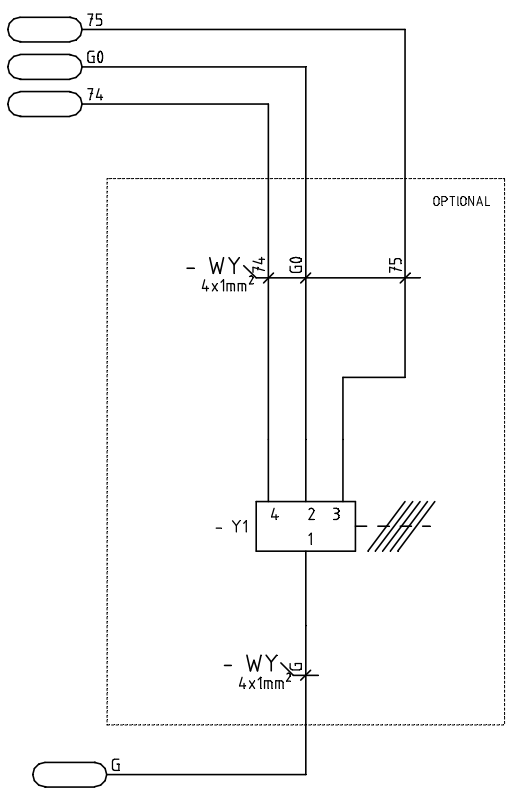 75
G0
74
OPTIONAL
- WY 74 G0 75
4x1mm²
4 2 3
- Y1
1
- WY G
4x1mm²
G